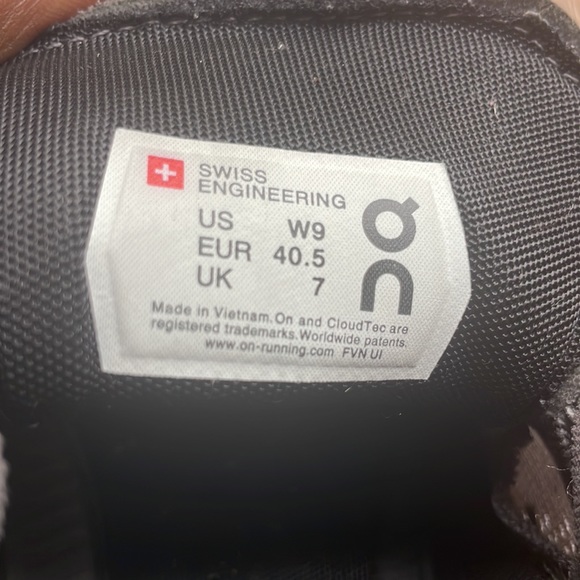 SWISS
ENGINEERING
US W9
EUR 40.5
UK 7
Made in Vietnam.On and CloudTec are
registered trademarks.Worldwide patents.
www.on-running.com FVN UI